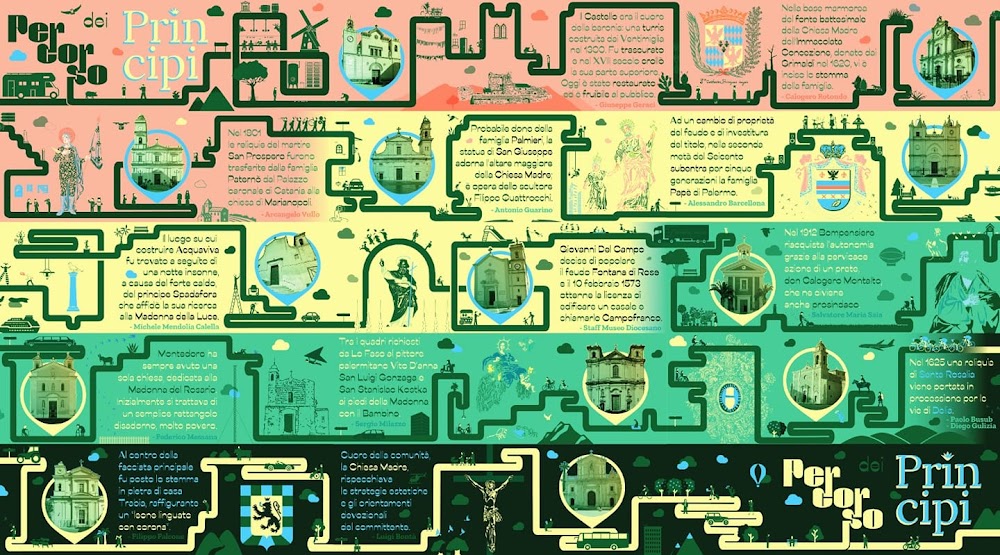 Per
cor
so
dei
Prin
cipi
Il Castello era il cuore
della baronia: una torre
costruita dai Ventimiglia
nel 1300. Fu trascurato
e nel XVII secolo crollò
la sua parte superiore.
Oggi è stato restaurato
ed è fruibile al pubblico.
- Giuseppe Geraci
Nella base marmorea
del fonte battesimale
della Chiesa Madre
dell'Immacolata
Concezione, donato dai
Grimaldi nel 1620, vi è
inciso lo stemma
della famiglia.
- Calogero Rotondo
Nel 1801
le reliquie del martire
San Prospero furono
trasferite dalla famiglia
Paternò dal Palazzo
baronale di Catania alla
chiesa di Marianopoli.
- Arcangelo Vullo
Probabile dono della
famiglia Palmieri, la
statua di San Giuseppe
adorna l'altare maggiore
della Chiesa Madre;
è opera dello scultore
Filippo Quattrocchi.
- Antonio Guarino
Ad un cambio di proprietà
del feudo e di investitura
del titolo, nella seconda
metà del Seicento
subentra per cinque
generazioni la famiglia
Papè di Palermo.
- Alessandro Barcellona
Il luogo su cui
costruire Acquaviva
fu trovato a seguito di
una notte insonne,
a causa del forte caldo,
del principe Spadafora
che affidò la sua ricerca
alla Madonna della Luce.
- Michele Mendolia Calella
Giovanni Del Campo
decise di popolare
il feudo Fontana di Rose
e il 10 febbraio 1573
ottenne la licenza di
edificare un casale e
chiamarlo Campofranco.
- Staff Museo Diocesano
Nel 1912 Bompensiere
riacquista l'autonomia
grazie alla pervicace
azione di un prete,
don Calogero Montalto
che ne diviene
anche prosindaco
- Salvatore Maria Saia
Montedoro ha
sempre avuto una
sola chiesa, dedicata alla
Madonna del Rosario
Inizialmente si trattava di
un semplice rettangolo
disadorno, molto povero.
- Federico Messana
Tra i quadri richiesti
da Lo Faso al pittore
palermitano Vito D'anna
San Luigi Gonzaga e
San Stanislao Kostka
ai piedi della Madonna
con il Bambino
- Sergio Milazzo
Nel 1625 una reliquia
di Santa Rosalia
viene portata in
processione per le
vie di Delia.
- Paolo Busub
- Diego Gulizia
Al centro della
facciata principale
fu posto lo stemma
in pietra di casa
Trabia, raffigurante
un "leone linguato
con corona".
- Filippo Falcone
Cuore della comunità,
la Chiesa Madre,
rispecchiava
le strategie estetiche
e gli orientamenti
devozionali
del committente.
- Luigi Bontà
Per
cor
so
dei
Prin
cipi